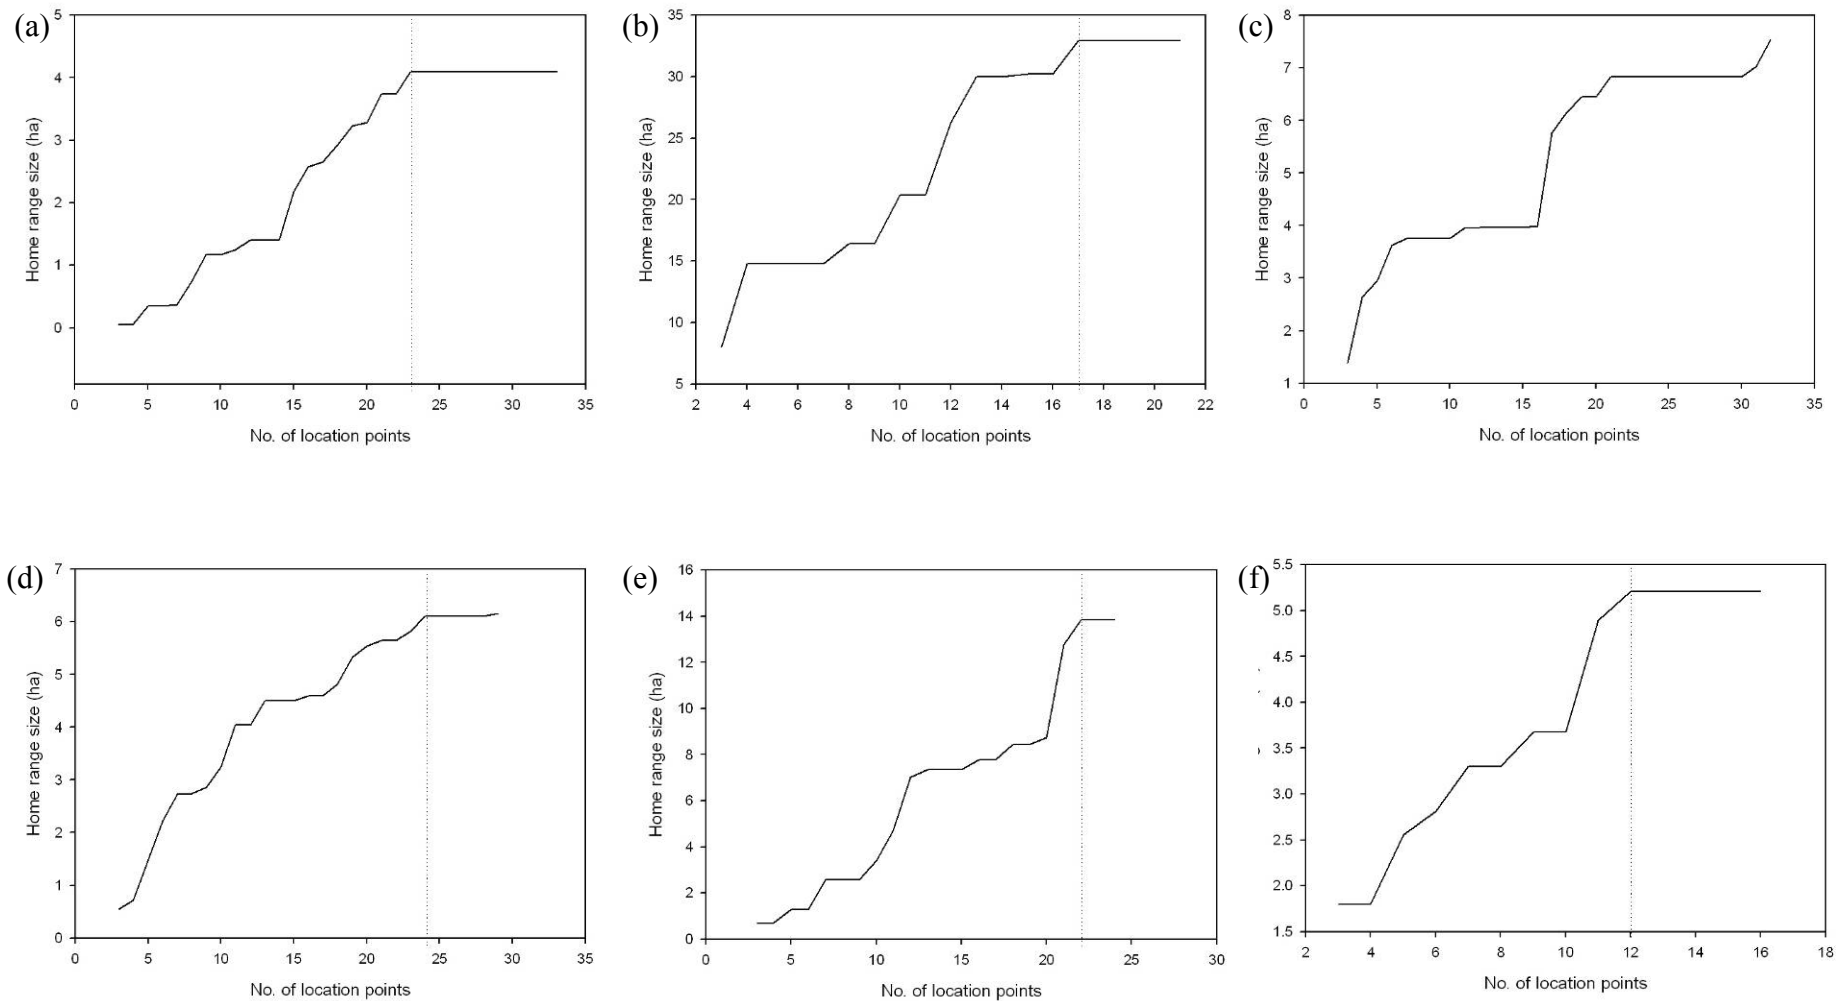 (a)
5
4
3
2
1
0
Home range size (ha)
0 5 10 15 20 25 30 35
No. of location points
(b)
35
30
25
20
15
10
5
Home range size (ha)
2 4 6 8 10 12 14 16 18 20 22
No. of location points
(c)
8
7
6
5
4
3
2
1
Home range size (ha)
0 5 10 15 20 25 30 35
No. of location points
(d)
7
6
5
4
3
2
1
0
Home range size (ha)
0 5 10 15 20 25 30 35
No. of location points
(e)
16
14
12
10
8
6
4
2
0
Home range size (ha)
0 5 10 15 20 25 30
No. of location points
(f)
5.5
5.0
4.5
4.0
3.5
3.0
2.5
2.0
1.5
2 4 6 8 10 12 14 16 18
No. of location points